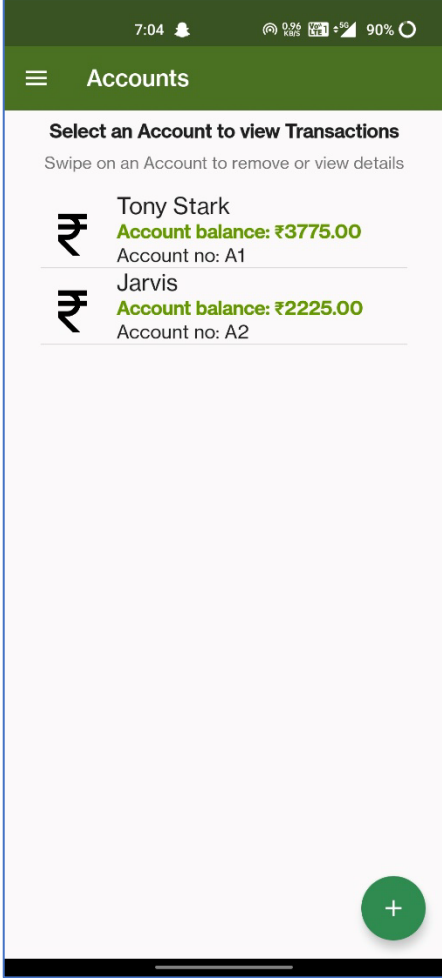 7:04
0.96 KB/S
5G
90%
Accounts
Select an Account to view Transactions
Swipe on an Account to remove or view details
₹
Tony Stark
Account balance: ₹3775.00
Account no: A1
₹
Jarvis
Account balance: ₹2225.00
Account no: A2
+